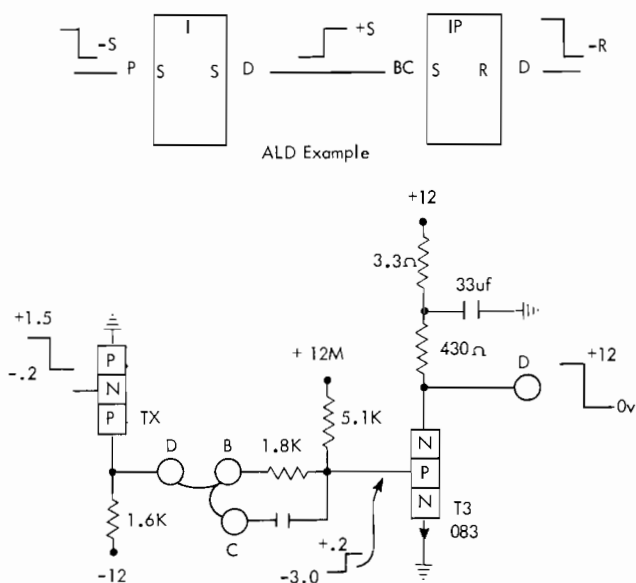 I
+S
IP
-S
-R
P
S
S
D
BC
S
R
D
ALD Example
+12
3.3Ω
33uf
+1.5
P
+ 12M
430 Ω
D
+12
-.2
N
0v
P
TX
5.1K
D
B
1.8K
N
P
N
T3
083
1.6K
C
+.2
-3.0
-12